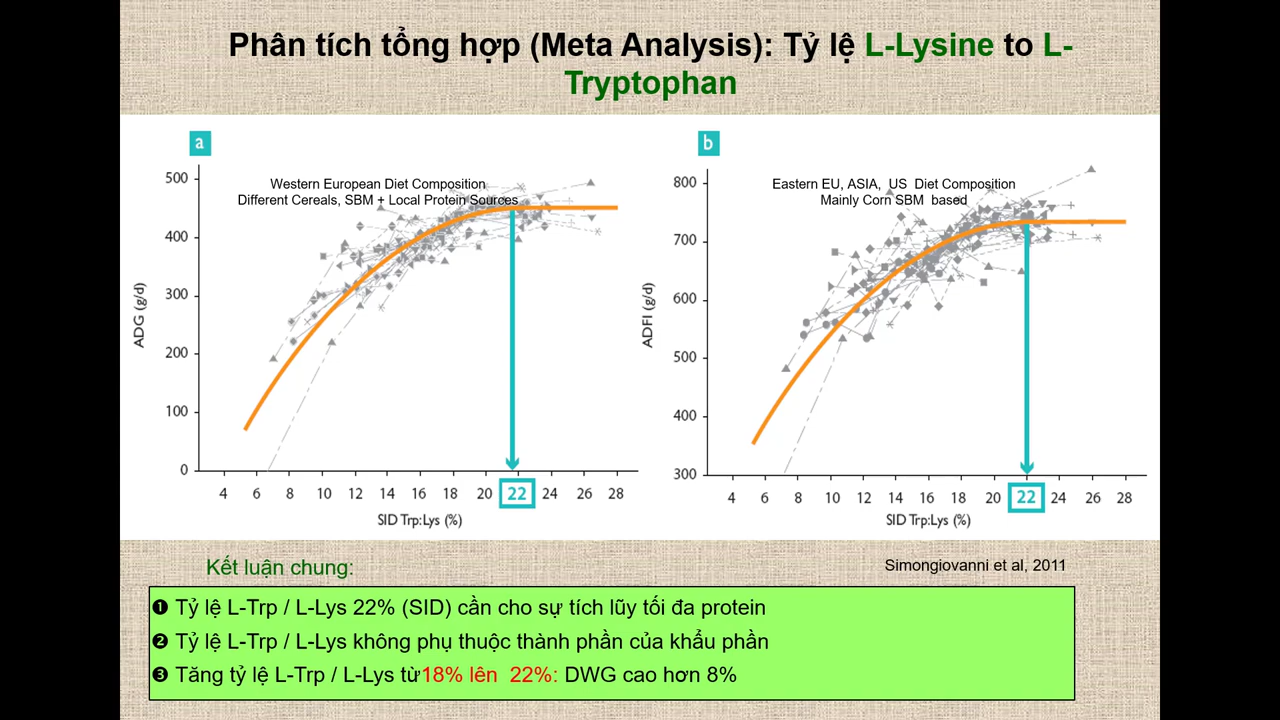 Phân tích tổng hợp (Meta Analysis): Tỷ lệ L-Lysine to L-
Tryptophan
a
Western European Diet Composition
Different Cereals, SBM + Local Protein Sources
500
400
300
200
100
0
ADG (g/d)
4 6 8 10 12 14 16 18 20 22 24 26 28
SID Trp:Lys (%)
b
Eastern EU, ASIA, US Diet Composition
Mainly Corn SBM based
800
700
600
500
400
300
ADFI (g/d)
4 6 8 10 12 14 16 18 20 22 24 26 28
SID Trp:Lys (%)
Kết luận chung:
Simongiovanni et al, 2011
❶ Tỷ lệ L-Trp / L-Lys 22% (SID) cần cho sự tích lũy tối đa protein
❷ Tỷ lệ L-Trp / L-Lys không phụ thuộc thành phần của khẩu phần
❸ Tăng tỷ lệ L-Trp / L-Lys từ18% lên 22%: DWG cao hơn 8%